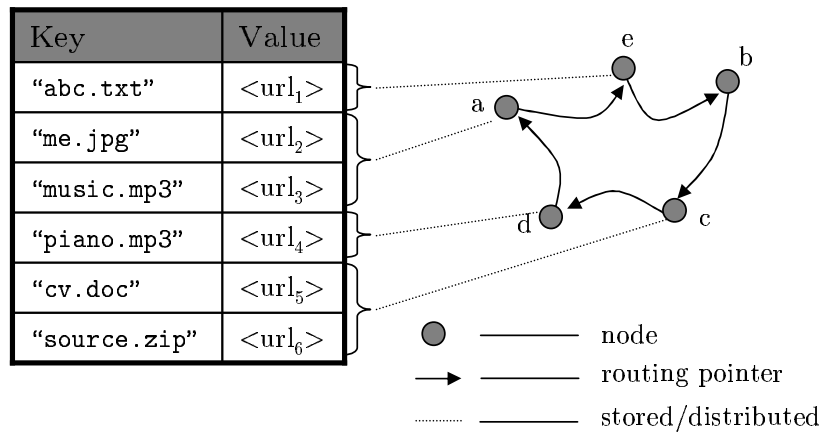 Key Value
“abc.txt” <url₁>
“me.jpg” <url₂>
“music.mp3” <url₃>
“piano.mp3” <url₄>
“cv.doc” <url₅>
“source.zip” <url₆>
e
b
a
d
c
node
routing pointer
stored/distributed